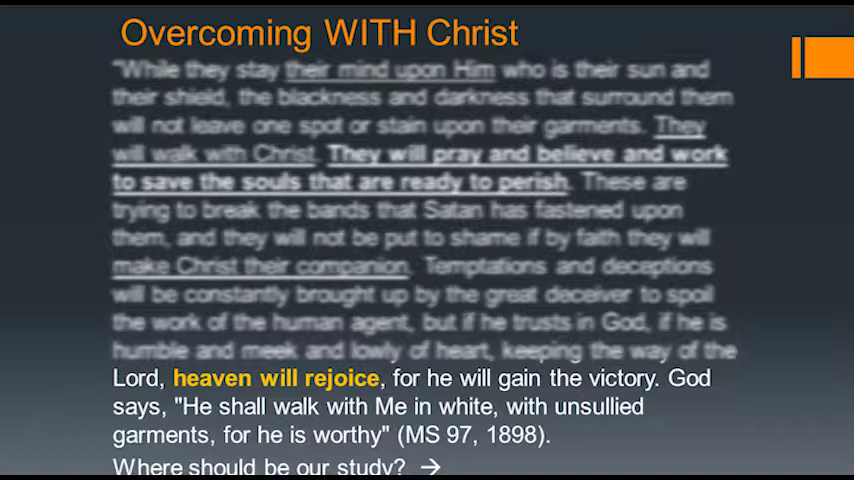 Overcoming WITH Christ
"While they stay their mind upon Him who is their sun and
their shield, the blackness and darkness that surround them
will not leave one spot or stain upon their garments. They
will walk with Christ. They will pray and believe and work
to save the souls that are ready to perish. These are
trying to break the bands that Satan has fastened upon
them, and they will not be put to shame if by faith they will
make Christ their companion. Temptations and deceptions
will be constantly brought up by the great deceiver to spoil
the work of the human agent, but if he trusts in God, if he is
humble and meek and lowly of heart, keeping the way of the
Lord, heaven will rejoice, for he will gain the victory. God
says, "He shall walk with Me in white, with unsullied
garments, for he is worthy" (MS 97, 1898).
Where should be our study? →